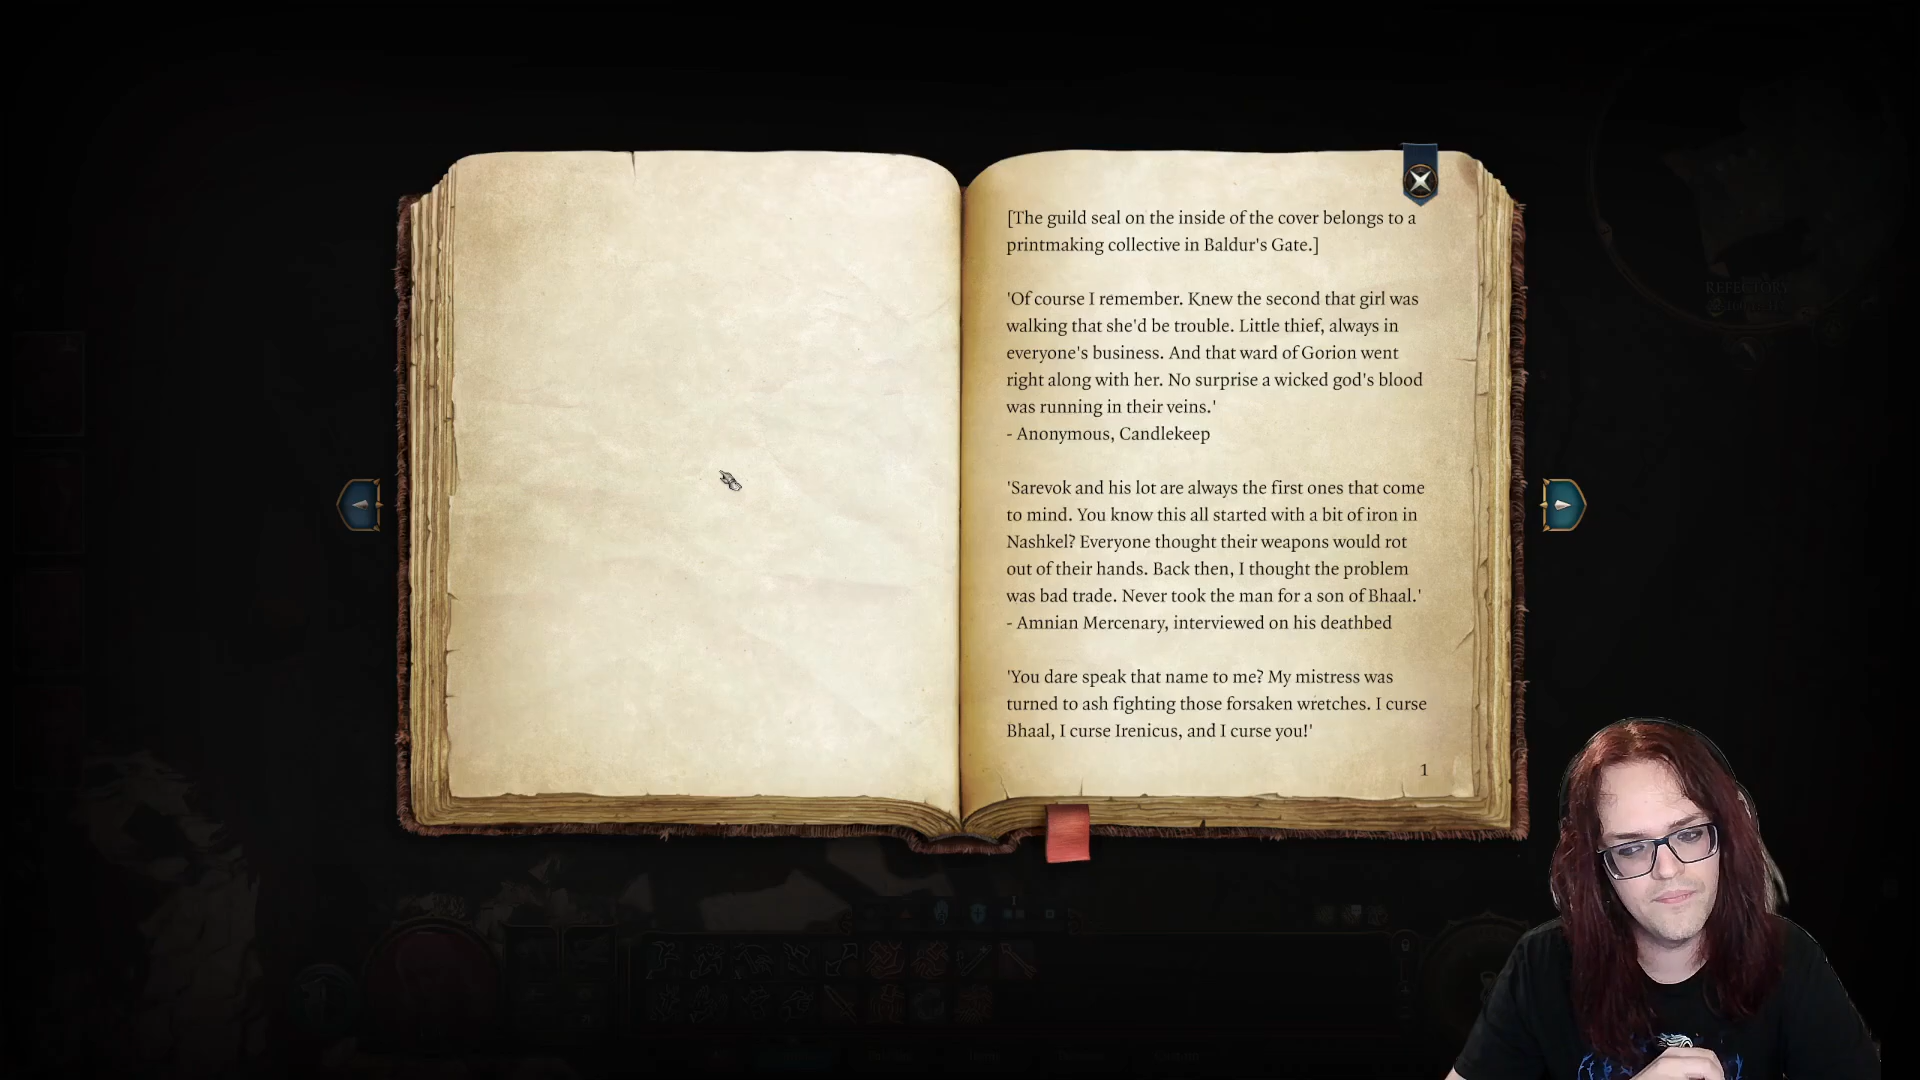 REFECTORY
[The guild seal on the inside of the cover belongs to a
printmaking collective in Baldur's Gate.]
'Of course I remember. Knew the second that girl was
walking that she'd be trouble. Little thief, always in
everyone's business. And that ward of Gorion went
right along with her. No surprise a wicked god's blood
was running in their veins.'
- Anonymous, Candlekeep
'Sarevok and his lot are always the first ones that come
to mind. You know this all started with a bit of iron in
Nashkel? Everyone thought their weapons would rot
out of their hands. Back then, I thought the problem
was bad trade. Never took the man for a son of Bhaal.'
- Amnian Mercenary, interviewed on his deathbed
'You dare speak that name to me? My mistress was
turned to ash fighting those forsaken wretches. I curse
Bhaal, I curse Irenicus, and I curse you!'
1